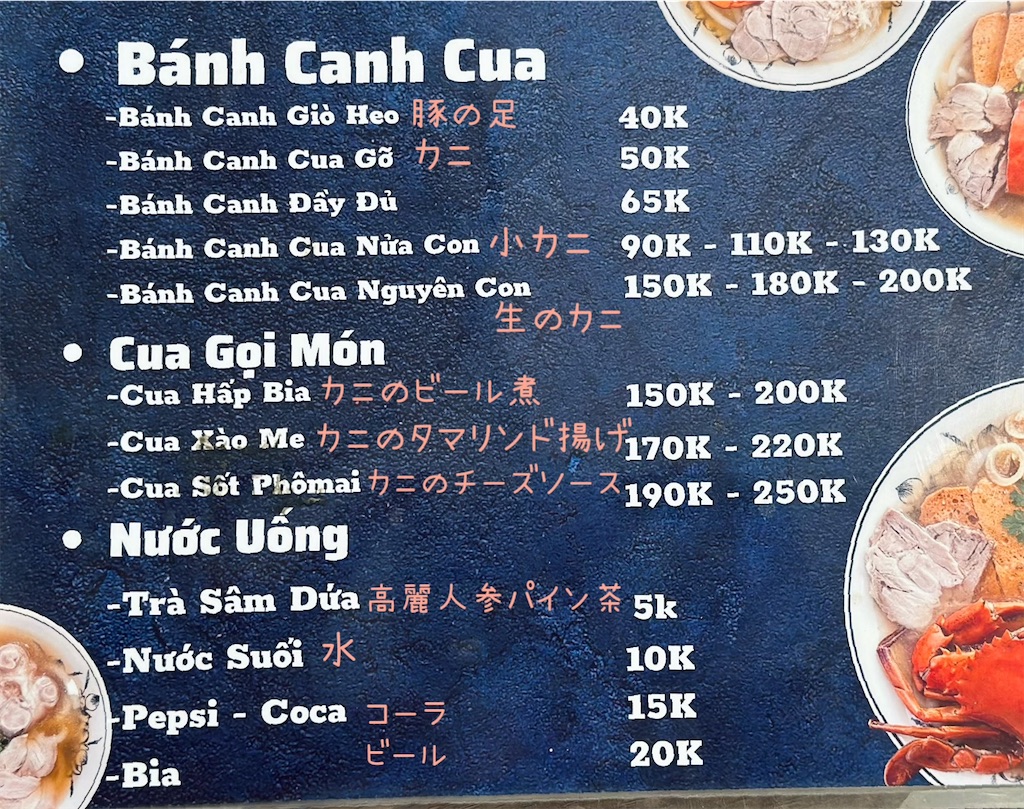 • Bánh Canh Cua
-Bánh Canh Giò Heo 豚の足 40K
-Bánh Canh Cua Gỡ カニ 50K
-Bánh Canh Đầy Đủ 65K
-Bánh Canh Cua Nửa Con 小カニ 90K - 110K - 130K
-Bánh Canh Cua Nguyên Con 150K - 180K - 200K
生のカニ
• Cua Gọi Món
-Cua Hấp Bia カニのビール煮 150K - 200K
-Cua Xào Me カニのタマリンド揚げ 170K - 220K
-Cua Sốt Phômai カニのチーズソース 190K - 250K
• Nước Uống
-Trà Sâm Dứa 高麗人参パイン茶 5k
-Nước Suối 水 10K
-Pepsi - Coca コーラ 15K
-Bia ビール 20K